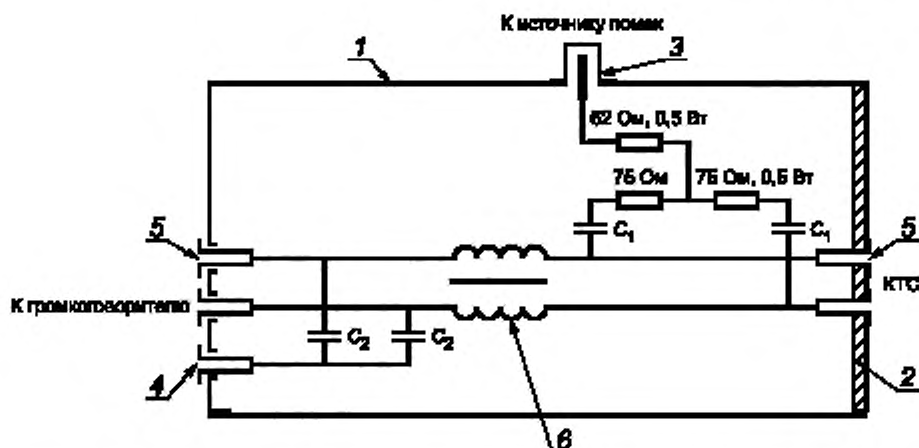 К источнику помех
1
3
62 Ом, 0,5 Вт
75 Ом
75 Ом, 0,5 Вт
C₁
C₁
5
5
К громкоговорителю
КТС
C₂
C₂
4
2
6